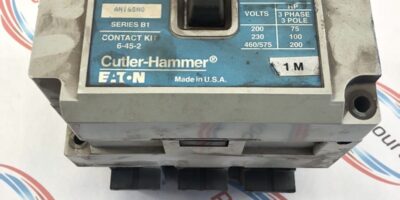 AN16SN0
SERIES B1
CONTACT KIT
6-45-2
VOLTS
HP
3 PHASE
3 POLE
200 75
230 100
460/575 200
Cutler-Hammer®
EATON
Made in U.S.A.
1 M